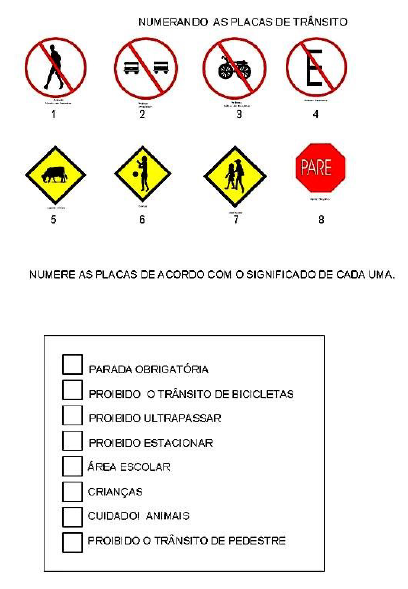 NUMERANDO AS PLACAS DE TRÂNSITO
E
1 2 3 4
PARE
5 6 7 8
NUMERE AS PLACAS DE ACORDO COM O SIGNIFICADO DE CADA UMA.
PARADA OBRIGATÓRIA
PROIBIDO O TRÂNSITO DE BICICLETAS
PROIBIDO ULTRAPASSAR
PROIBIDO ESTACIONAR
ÁREA ESCOLAR
CRIANÇAS
CUIDADO! ANIMAIS
PROIBIDO O TRÂNSITO DE PEDESTRE